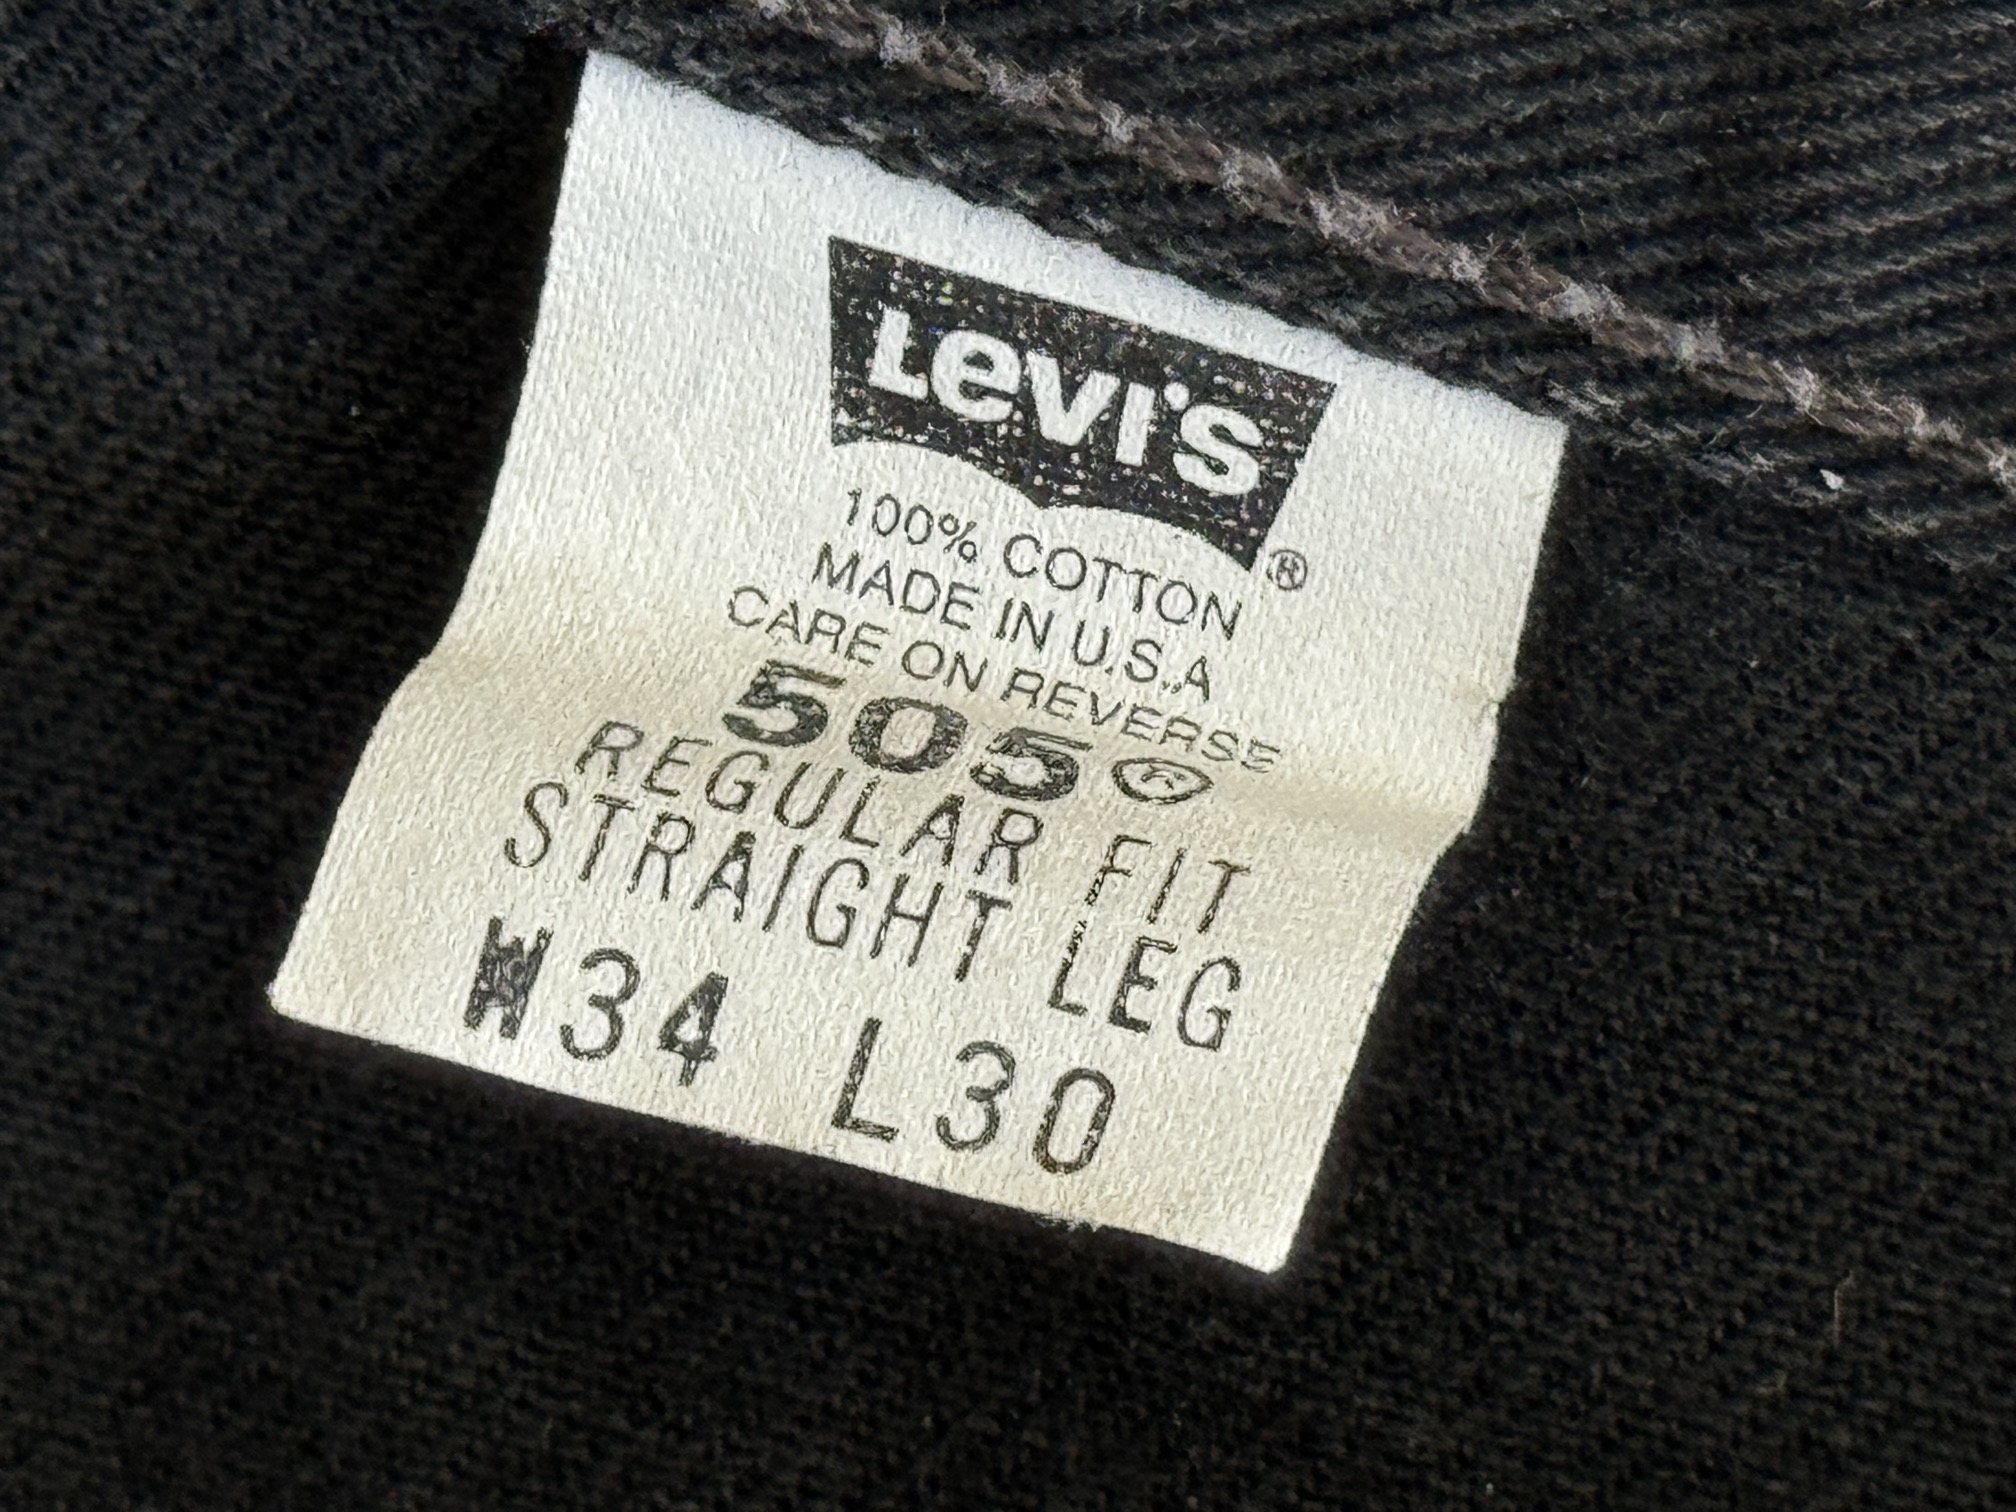 Levi's
®
100% COTTON
MADE IN U.S.A
CARE ON REVERSE
505®
REGULAR FIT
STRAIGHT LEG
W34 L30